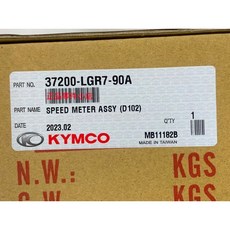 PART NO. 37200-LGR7-90A
PART NAME SPEED METER ASSY (D102)
DATE 2023.02 Q'TY 1
KYMCO MB11182B
MADE IN TAIWAN
N.W.: KGS
G.W. KGS